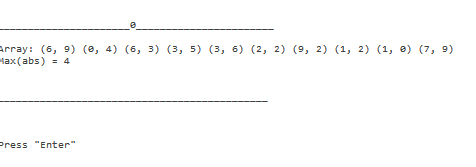 _____________________0______________________
Array: (6, 9) (0, 4) (6, 3) (3, 5) (3, 6) (2, 2) (9, 2) (1, 2) (1, 0) (7, 9)
Max(abs) = 4
___________________________________________
Press "Enter"